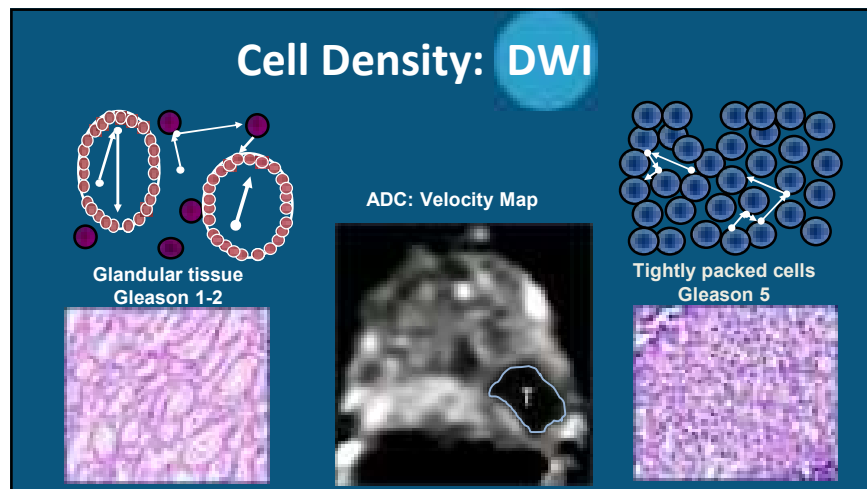 Cell Density: DWI
ADC: Velocity Map
Glandular tissue
Gleason 1-2
Tightly packed cells
Gleason 5
T